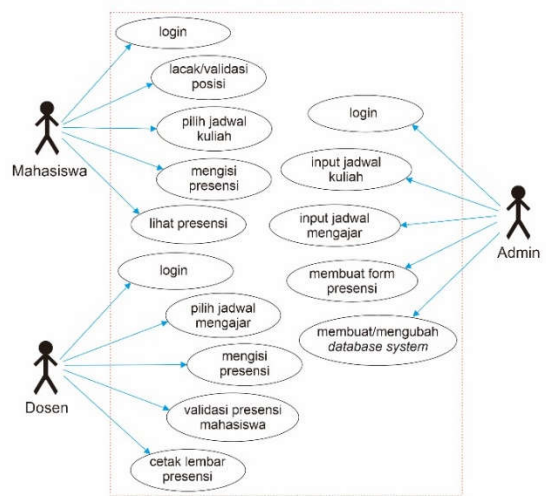 login
lacak/validasi
posisi
pilih jadwal
kuliah
mengisi
presensi
lihat presensi
Mahasiswa
login
pilih jadwal
mengajar
mengisi
presensi
validasi presensi
mahasiswa
cetak lembar
presensi
Dosen
login
input jadwal
kuliah
input jadwal
mengajar
membuat form
presensi
membuat/mengubah
database system
Admin